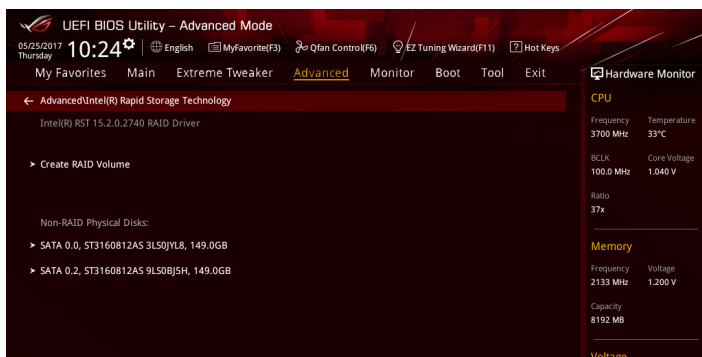 UEFI BIOS Utility – Advanced Mode
05/25/2017
Thursday
10:24
English
MyFavorite(F3)
Qfan Control(F6)
EZ Tuning Wizard(F11)
? Hot Keys
My Favorites Main Extreme Tweaker Advanced Monitor Boot Tool Exit
Hardware Monitor
← Advanced\Intel(R) Rapid Storage Technology
Intel(R) RST 15.2.0.2740 RAID Driver
> Create RAID Volume
Non-RAID Physical Disks:
> SATA 0.0, ST3160812AS 3LS0JYL8, 149.0GB
> SATA 0.2, ST3160812AS 9LS0BJ5H, 149.0GB
CPU
Frequency Temperature
3700 MHz 33°C
BCLK Core Voltage
100.0 MHz 1.040 V
Ratio
37x
Memory
Frequency Voltage
2133 MHz 1.200 V
Capacity
8192 MB
Voltage